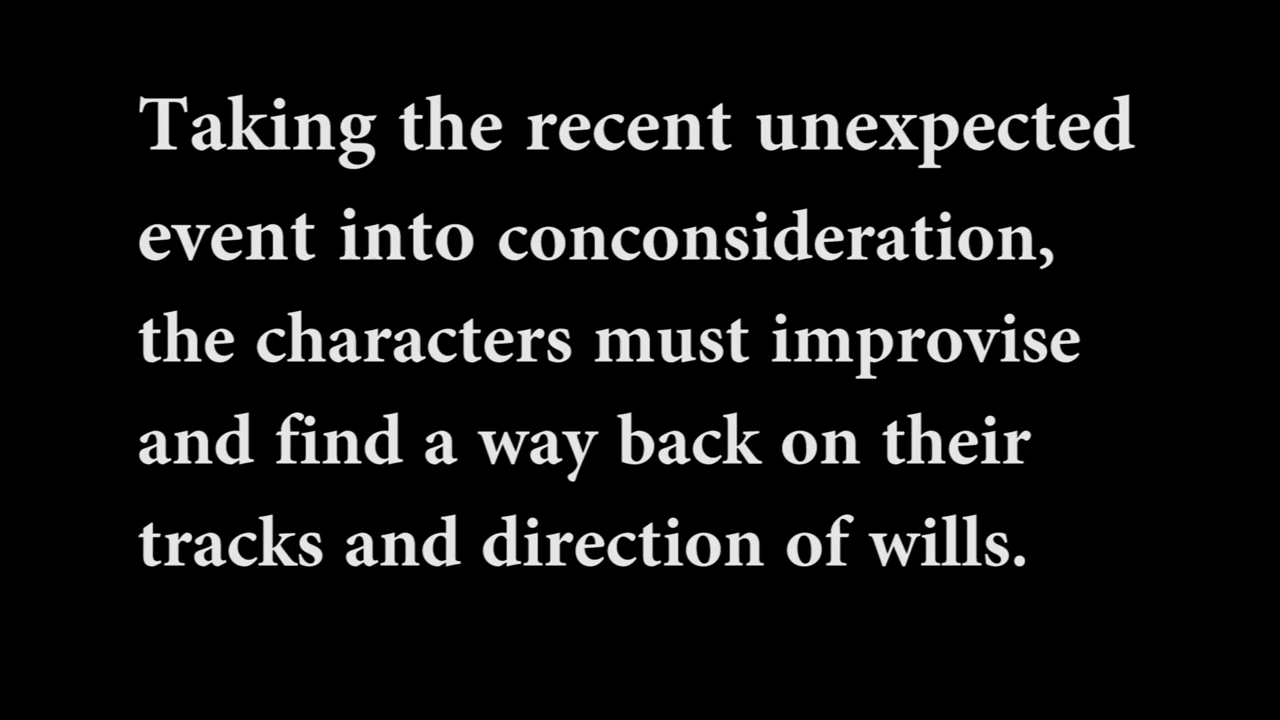 Taking the recent unexpected
event into conconsideration,
the characters must improvise
and find a way back on their
tracks and direction of wills.